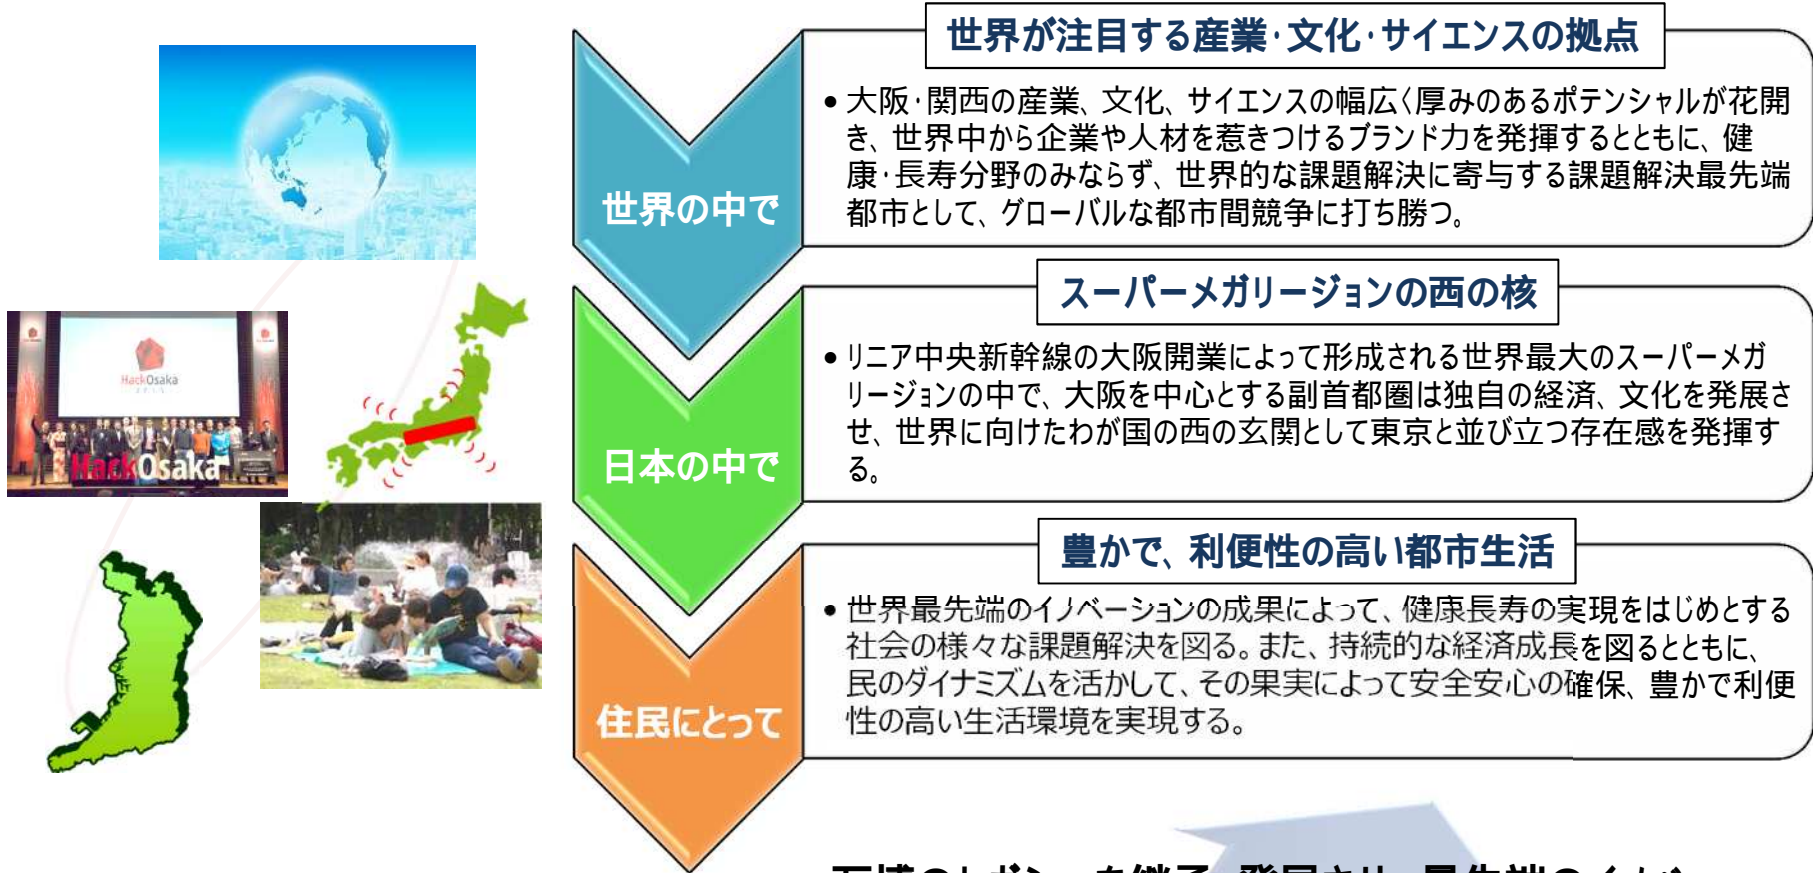 世界が注目する産業・文化・サイエンスの拠点
世界の中で
• 大阪・関西の産業、文化、サイエンスの幅広く厚みのあるポテンシャルが花開
き、世界中から企業や人材を惹きつけるブランド力を発揮するとともに、健
康・長寿分野のみならず、世界的な課題解決に寄与する課題解決最先端
都市として、グローバルな都市間競争に打ち勝つ。
スーパーメガリージョンの西の核
日本の中で
• リニア中央新幹線の大阪開業によって形成される世界最大のスーパーメガ
リージョンの中で、大阪を中心とする副首都圏は独自の経済、文化を発展さ
せ、世界に向けたわが国の西の玄関として東京と並び立つ存在感を発揮す
る。
豊かで、利便性の高い都市生活
住民にとって
• 世界最先端のイノベーションの成果によって、健康長寿の実現をはじめとする
社会の様々な課題解決を図る。また、持続的な経済成長を図るとともに、
民のダイナミズムを活かして、その果実によって安全安心の確保、豊かで利便
性の高い生活環境を実現する。
HackOsaka
HackOsaka